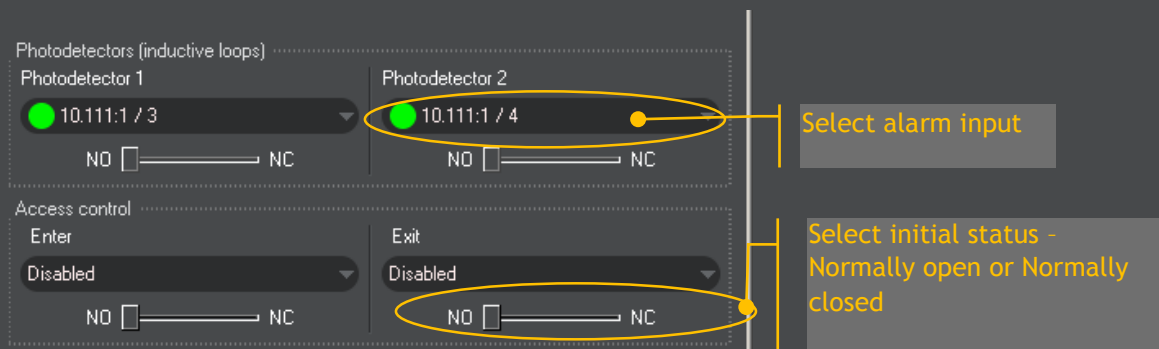 Photodetectors (inductive loops)
Photodetector 1
Photodetector 2
10.111:1 / 3
10.111:1 / 4
NO NC
NO NC
Select alarm input
Access control
Enter
Exit
Disabled
Disabled
NO NC
NO NC
Select initial status –
Normally open or Normally
closed